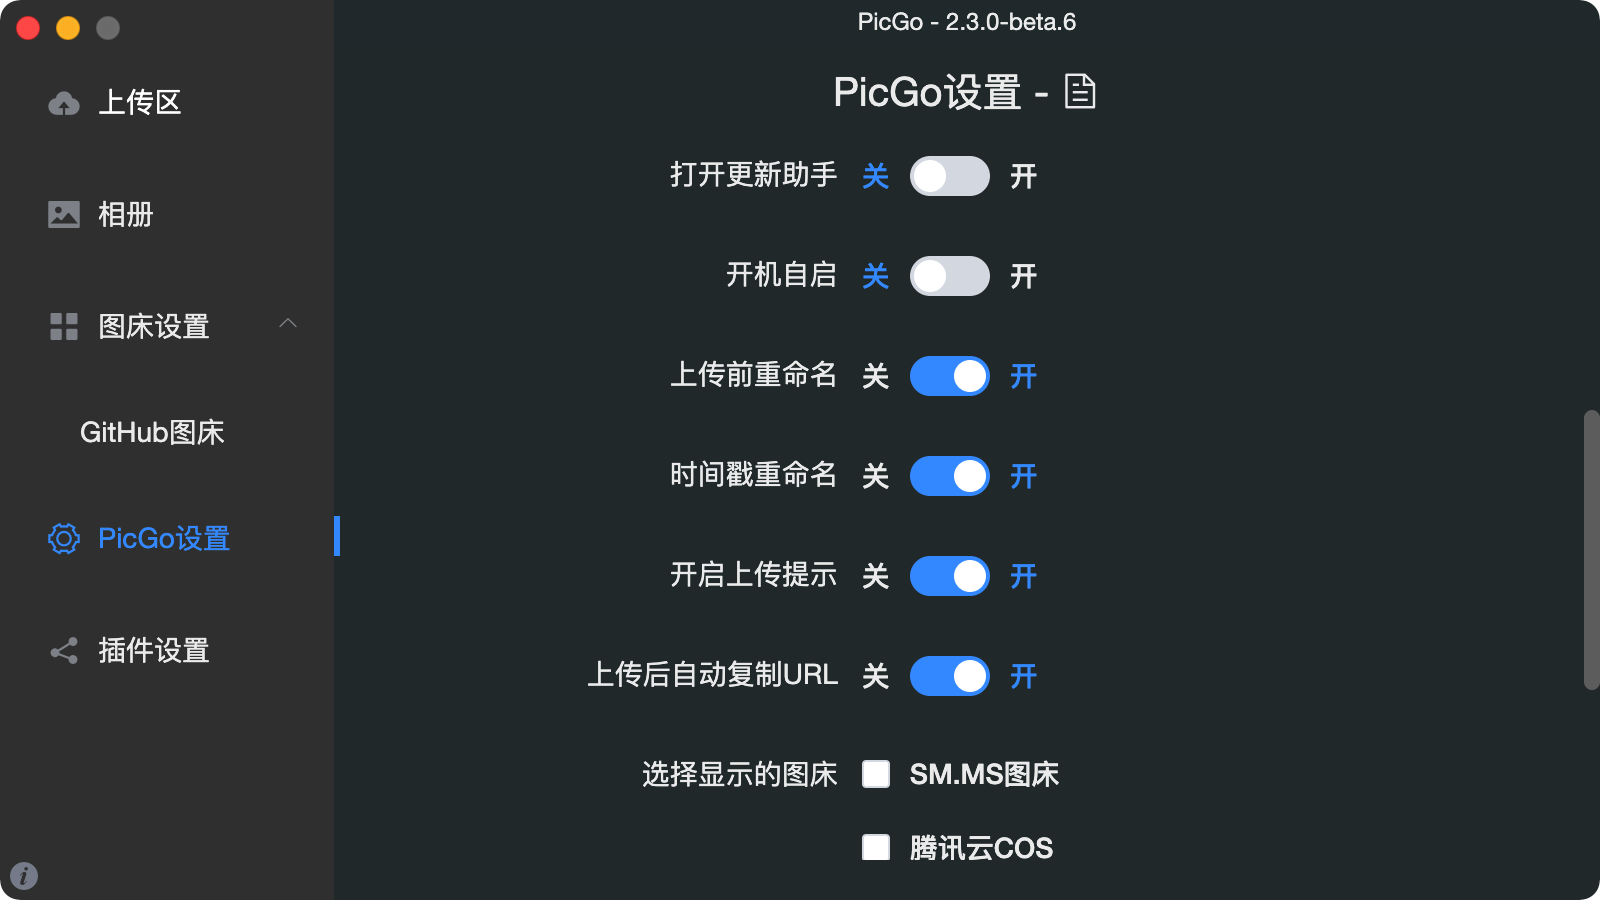 PicGo - 2.3.0-beta.6
上传区
相册
图床设置
GitHub图床
PicGo设置
插件设置
PicGo设置 -
打开更新助手 关 开
开机自启 关 开
上传前重命名 关 开
时间戳重命名 关 开
开启上传提示 关 开
上传后自动复制URL 关 开
选择显示的图床 SM.MS图床
腾讯云COS